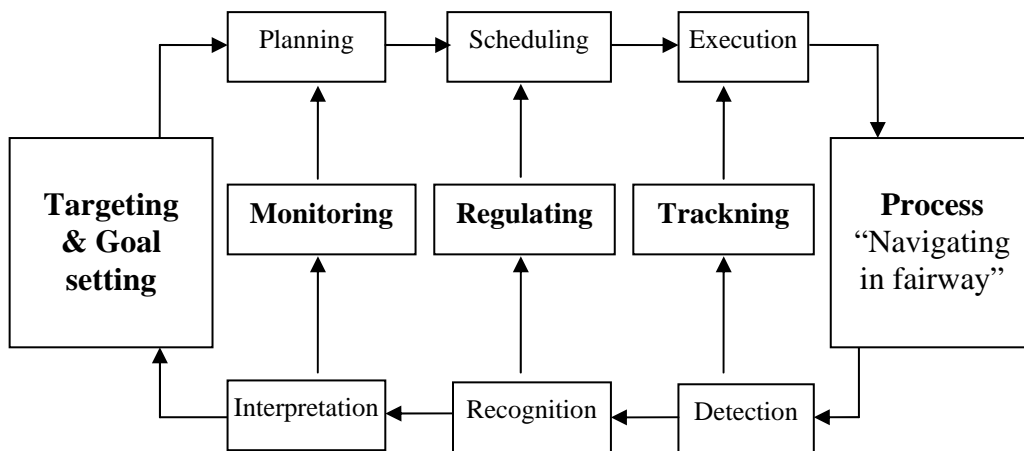 Planning
Scheduling
Execution
Targeting
& Goal
setting
Monitoring
Regulating
Trackning
Process
“Navigating
in fairway”
Interpretation
Recognition
Detection